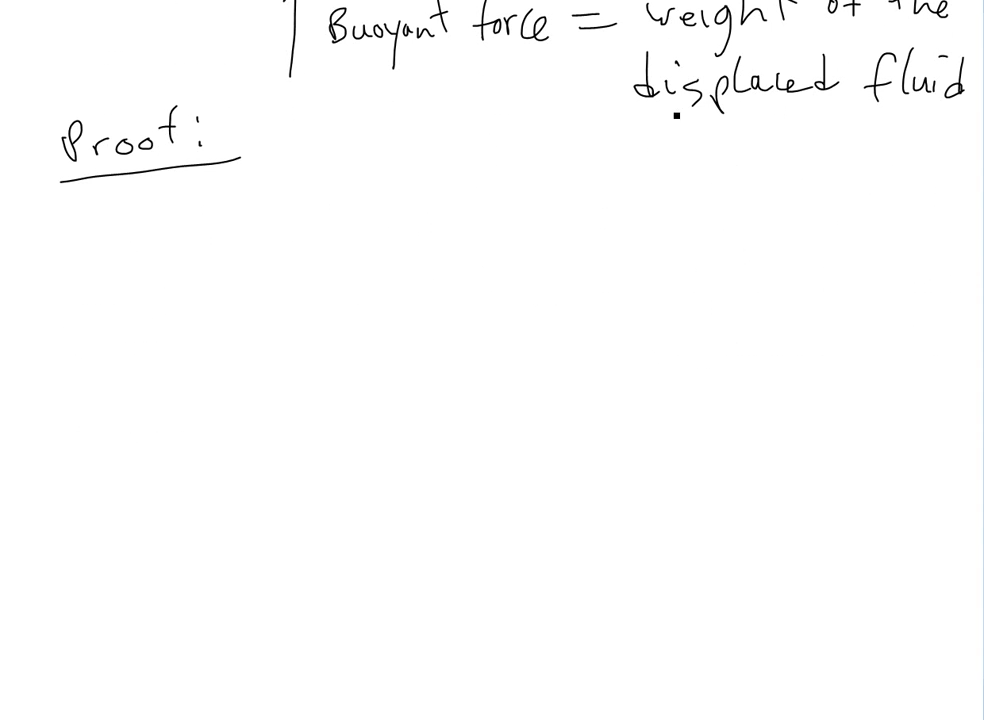 Buoyant force = weight of the
displaced fluid
Proof: